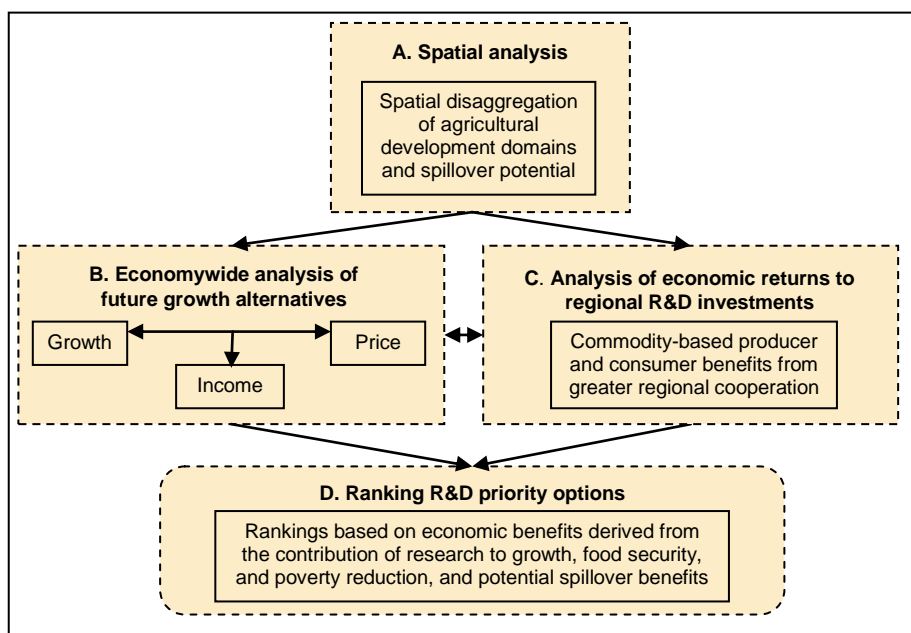 A. Spatial analysis
Spatial disaggregation
of agricultural
development domains
and spillover potential
B. Economywide analysis of
future growth alternatives
Growth
Price
Income
C. Analysis of economic returns to
regional R&D investments
Commodity-based producer
and consumer benefits from
greater regional cooperation
D. Ranking R&D priority options
Rankings based on economic benefits derived from
the contribution of research to growth, food security,
and poverty reduction, and potential spillover benefits